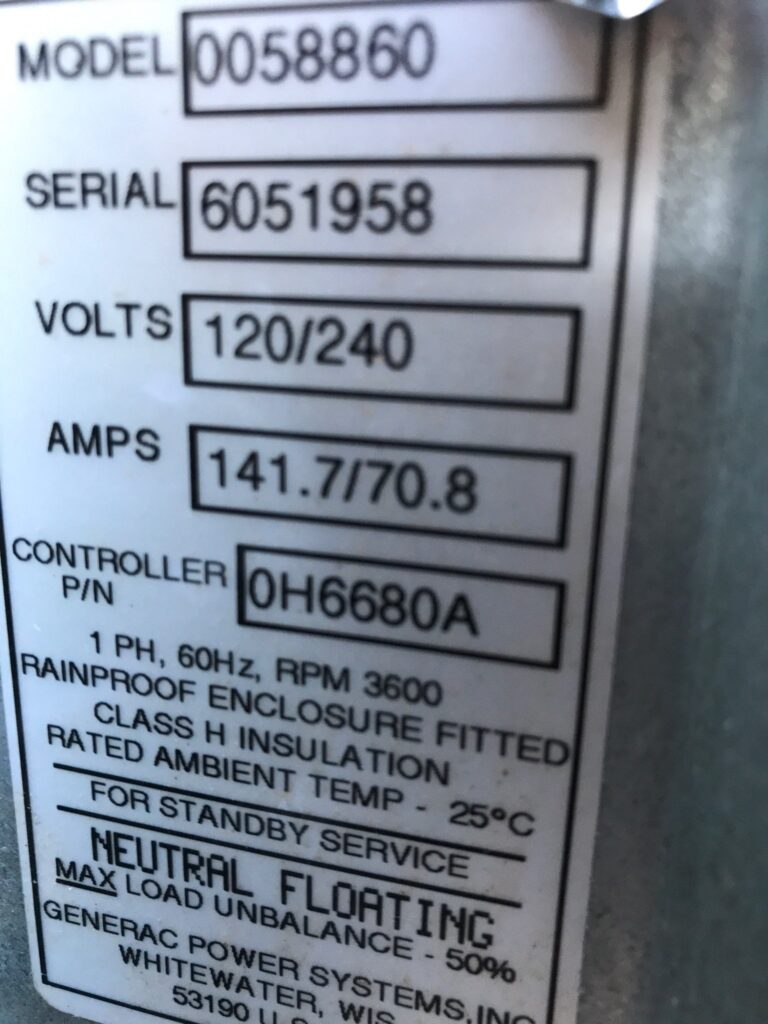 MODEL 0058860
SERIAL 6051958
VOLTS 120/240
AMPS 141.7/70.8
CONTROLLER P/N 0H6680A
1 PH, 60Hz, RPM 3600
RAINPROOF ENCLOSURE FITTED
CLASS H INSULATION
RATED AMBIENT TEMP - 25°C
FOR STANDBY SERVICE
NEUTRAL FLOATING
MAX LOAD UNBALANCE - 50%
GENERAC POWER SYSTEMS, INC
WHITEWATER, WIS
53190 U.S